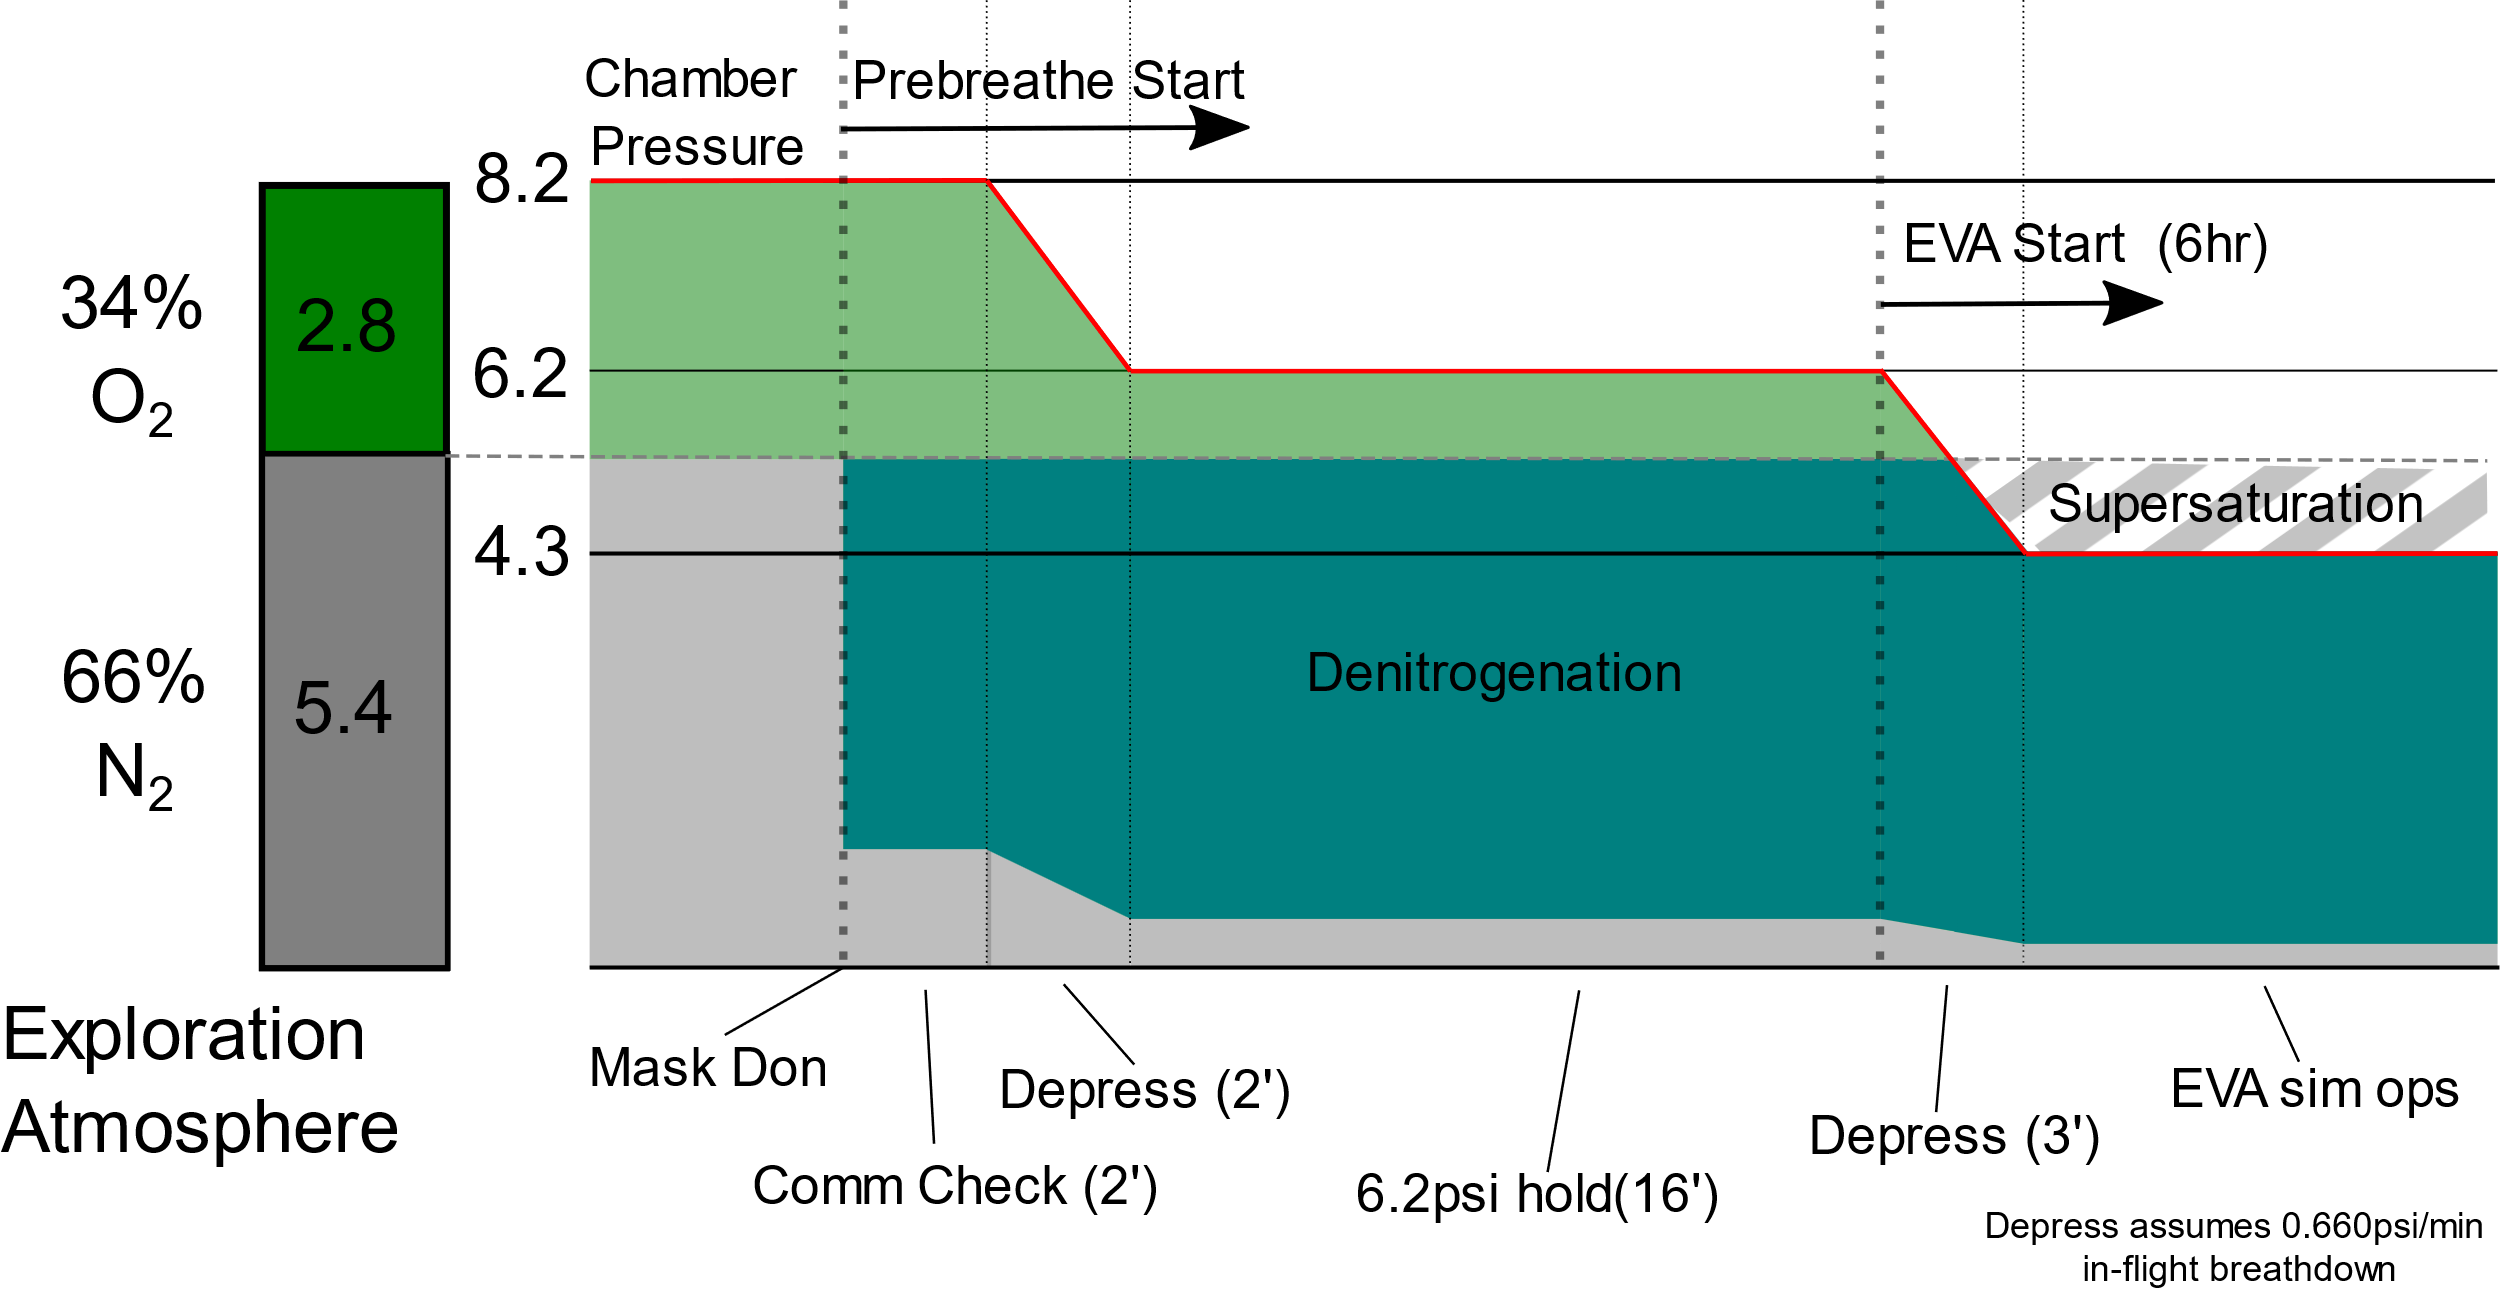 Chamber
Pressure
Prebreathe Start
8.2
EVA Start (6hr)
34%
O₂
2.8
6.2
Supersaturation
4.3
66%
N₂
5.4
Denitrogenation
Exploration
Atmosphere
Mask Don
Depress (2')
EVA sim ops
Depress (3')
Comm Check (2')
6.2psi hold(16')
Depress assumes 0.660psi/min
in-flight breathdown